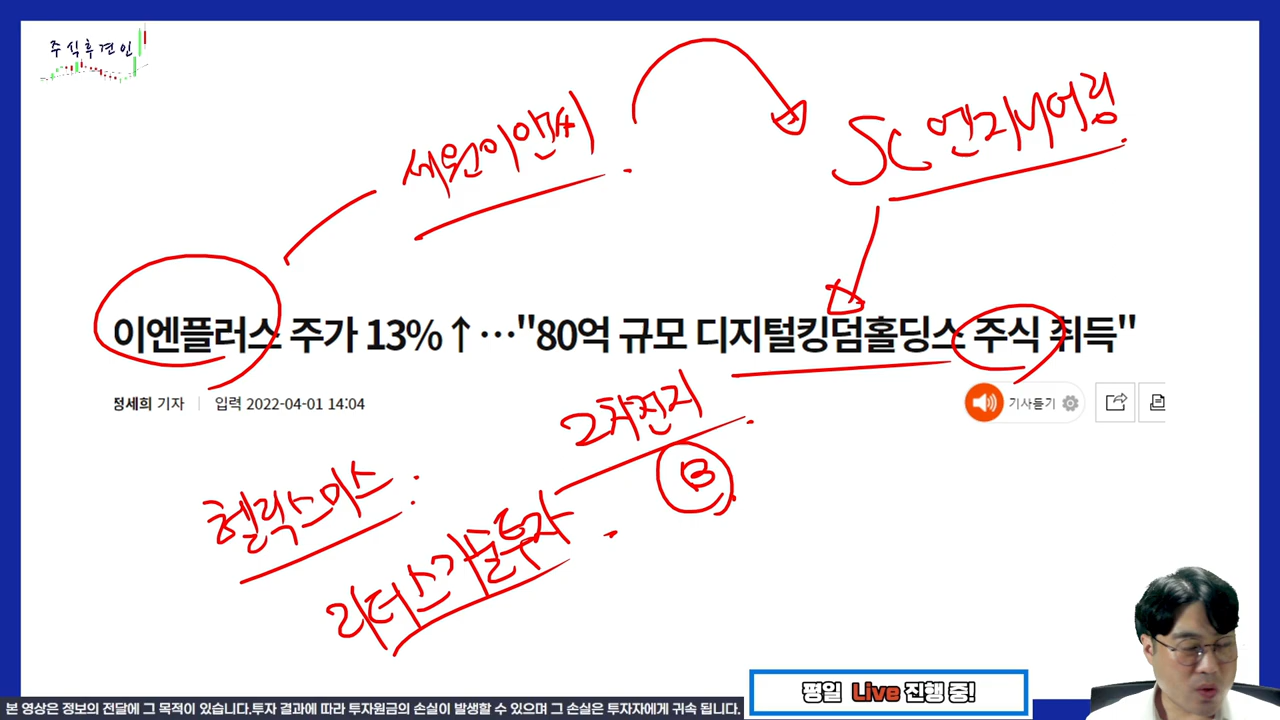 주식후견인
세원이앤씨
SC엔지니어링
이엔플러스 주가 13%↑…"80억 규모 디지털킹덤홀딩스 주식 취득"
정세희 기자 | 입력 2022-04-01 14:04
기사듣기
2차전지
B
헬릭스미스
리더스기술투자
평일 Live 진행 중!
본 영상은 정보의 전달에 그 목적이 있습니다.투자 결과에 따라 투자원금의 손실이 발생할 수 있으며 그 손실은 투자자에게 귀속 됩니다.